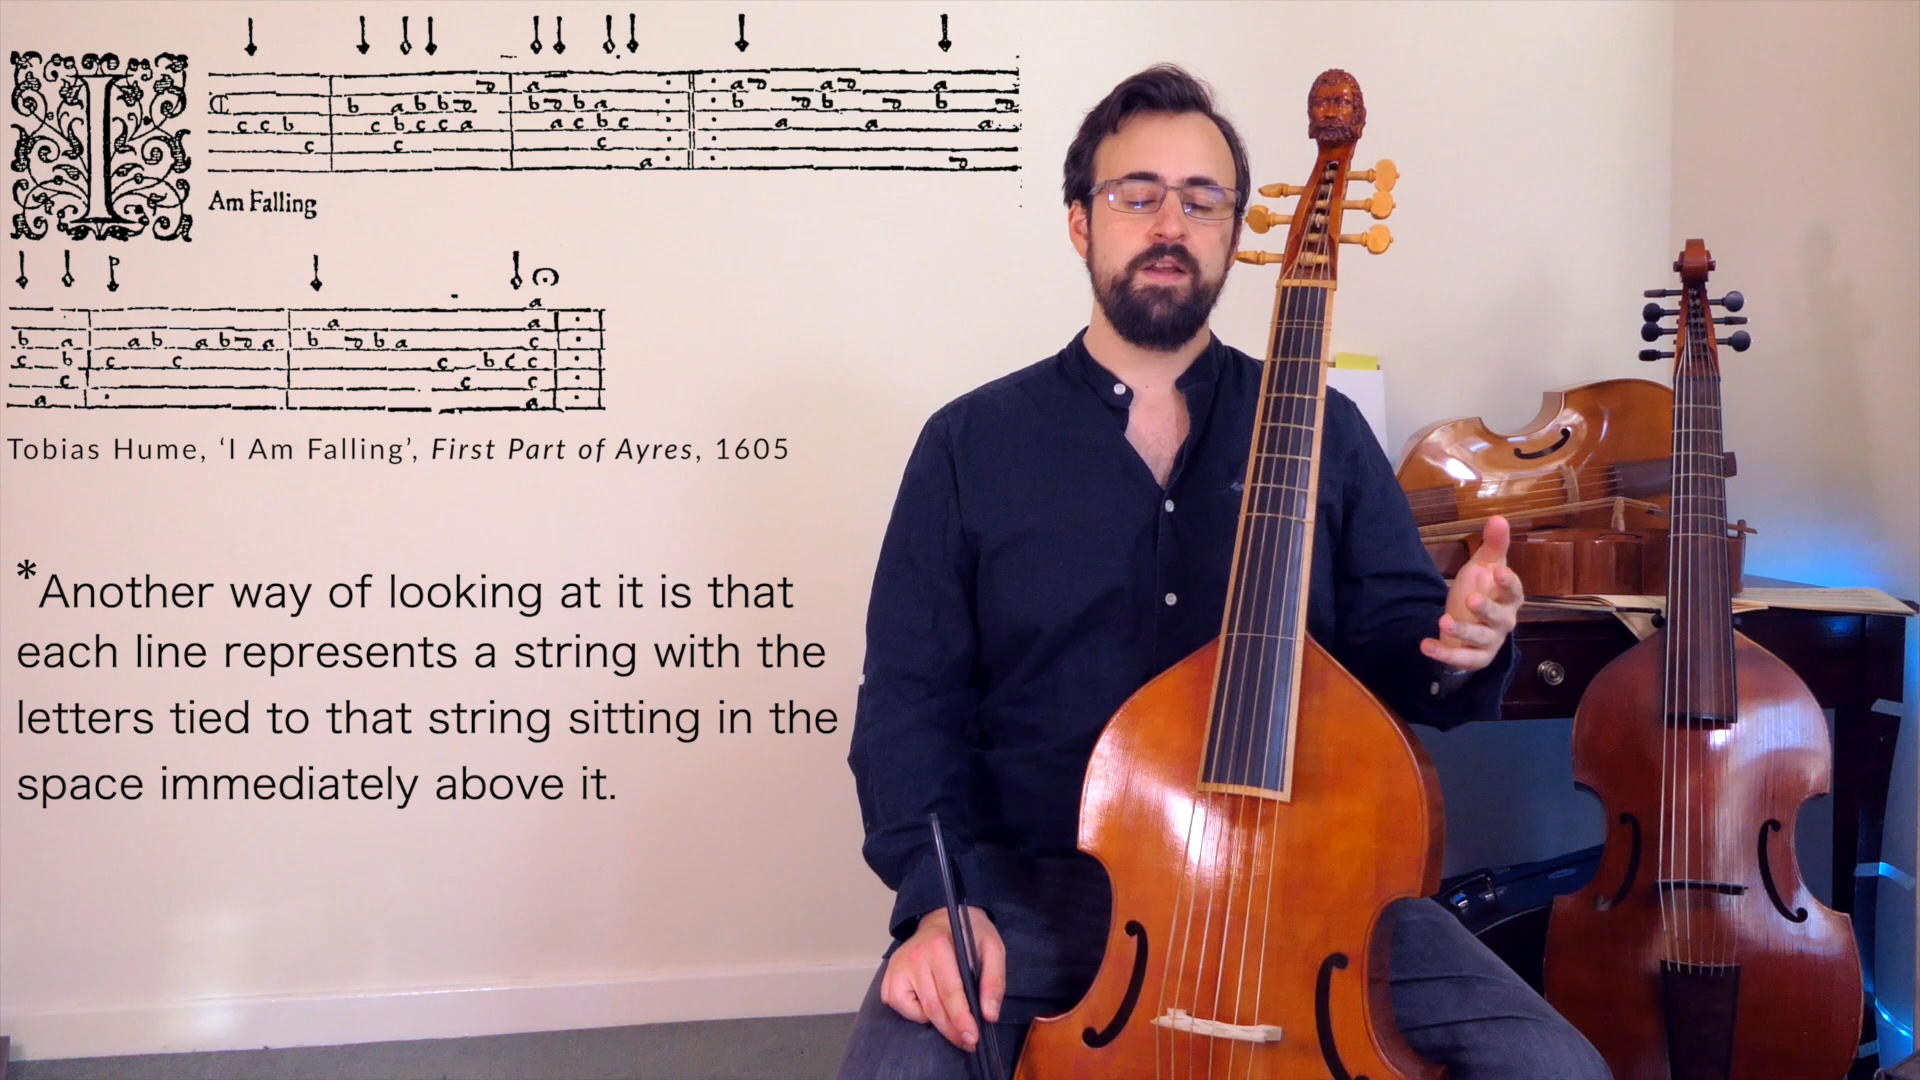 I
Am Falling
Tobias Hume, ‘I Am Falling’, First Part of Ayres, 1605
*Another way of looking at it is that
each line represents a string with the
letters tied to that string sitting in the
space immediately above it.